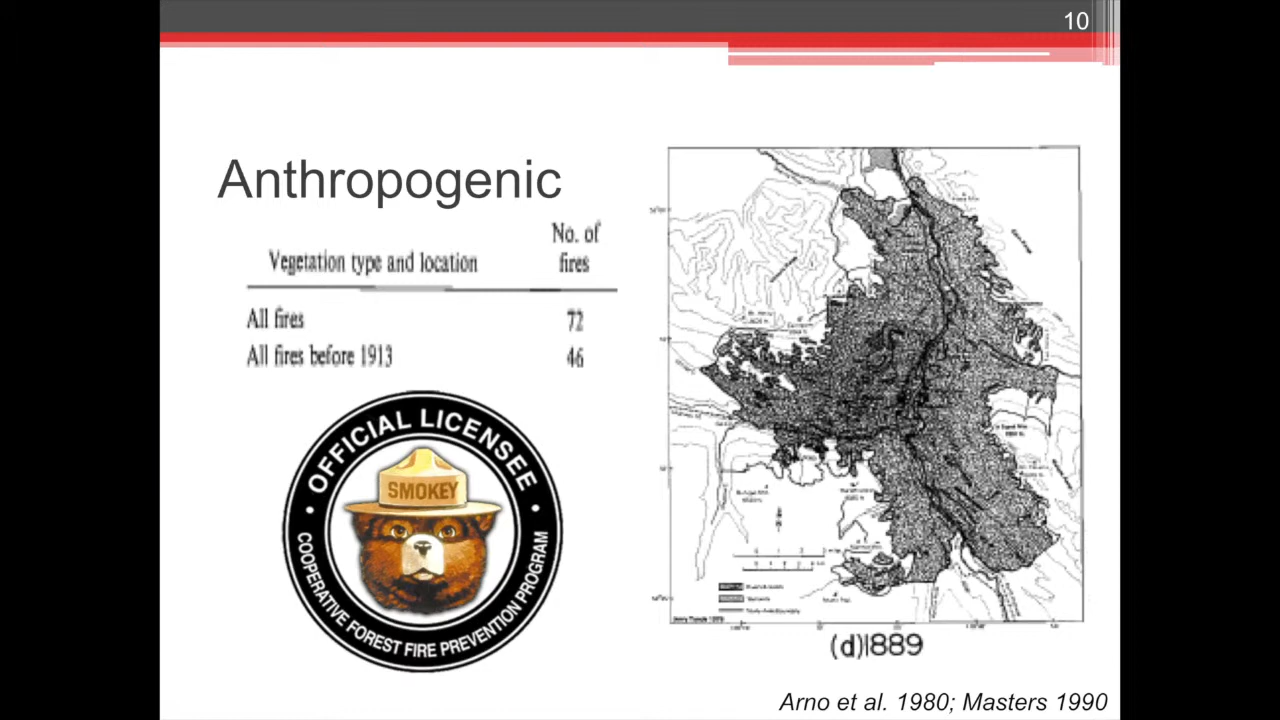 10
Anthropogenic
No. of
Vegetation type and location fires
All fires 72
All fires before 1913 46
OFFICIAL LICENSEE
SMOKEY
COOPERATIVE FOREST FIRE PREVENTION PROGRAM
(d)1889
Arno et al. 1980; Masters 1990